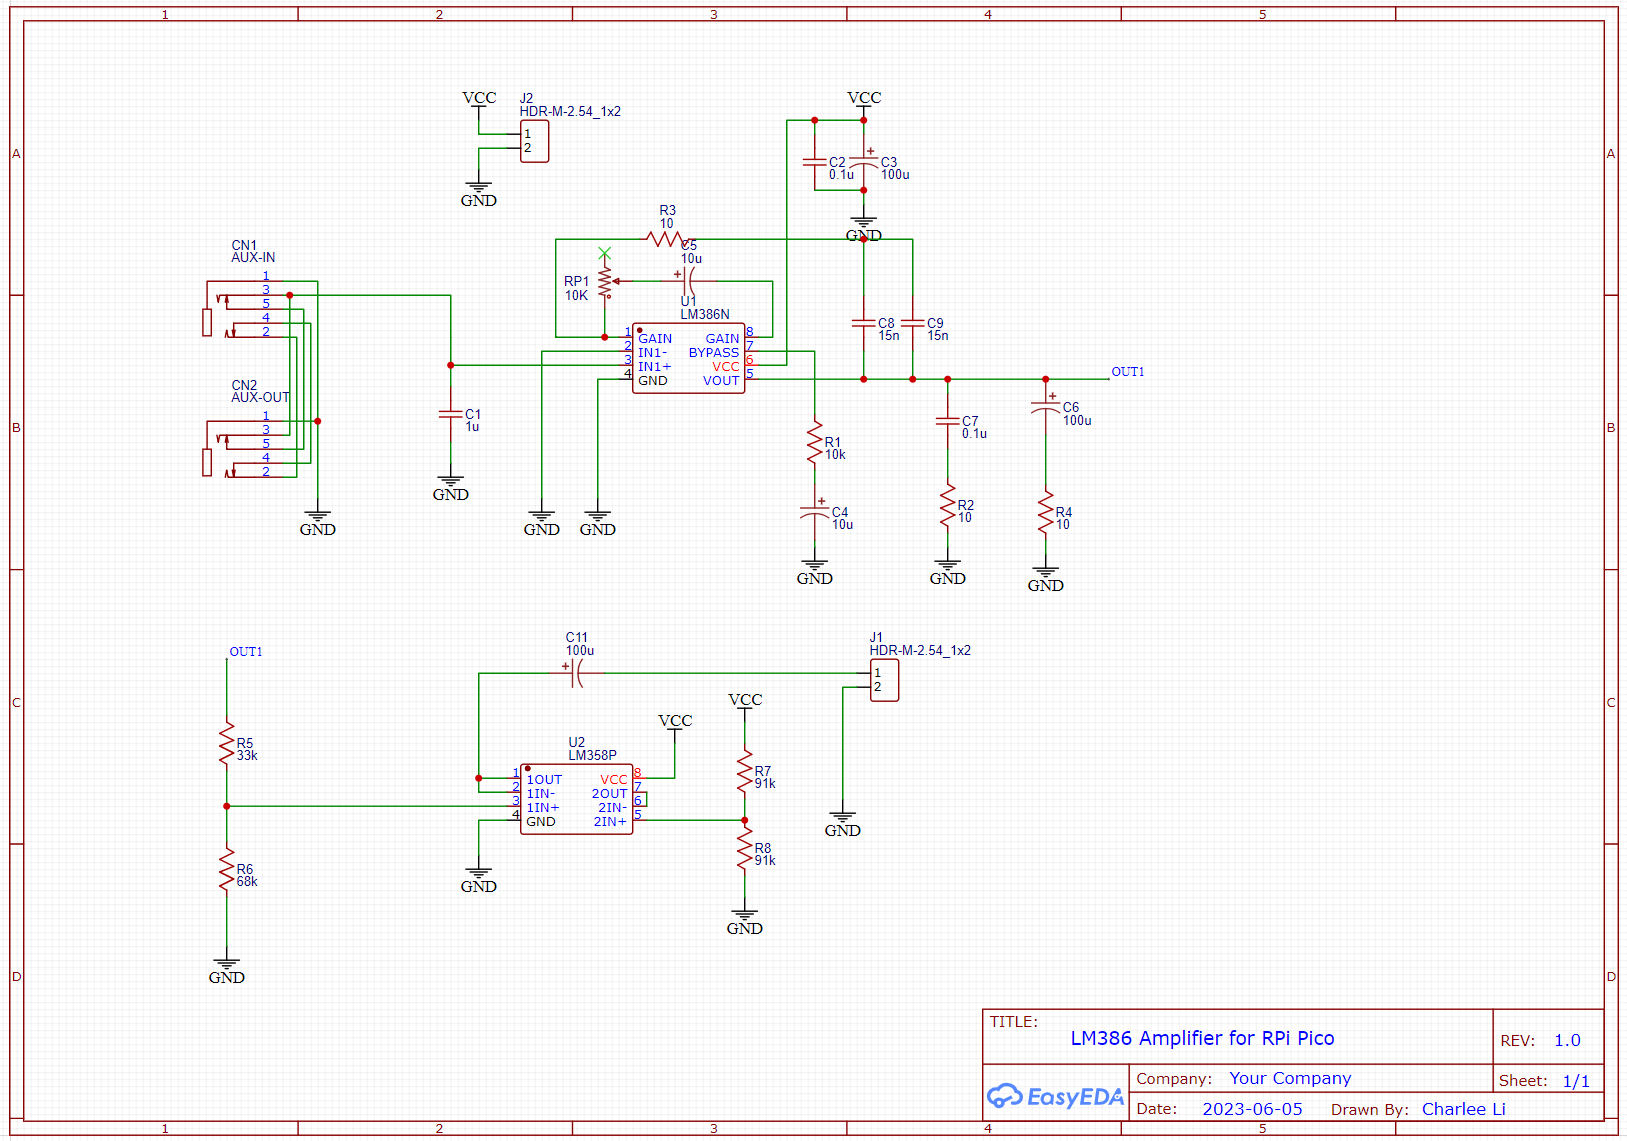 1 2 3 4 5
A A
B B
C C
D D
VCC
J2
HDR-M-2.54_1x2
1
2
GND
VCC
C2
0.1u
+
C3
100u
GND
R3
10
C5
10u
+
RP1
10K
CN1
AUX-IN
1
3
5
4
2
CN2
AUX-OUT
1
3
5
4
2
GND
C1
1u
GND
U1
LM386N
1 GAIN GAIN 8
2 IN1- BYPASS 7
3 IN1+ VCC 6
4 GND VOUT 5
GND GND
C8
15n
C9
15n
OUT1
R1
10k
+
C4
10u
GND
C7
0.1u
R2
10
GND
+
C6
100u
R4
10
GND
OUT1
R5
33k
R6
68k
GND
C11
100u
+
J1
HDR-M-2.54_1x2
1
2
GND
VCC
VCC
U2
LM358P
1 1OUT VCC 8
2 1IN- 2OUT 7
3 1IN+ 2IN- 6
4 GND 2IN+ 5
GND
R7
91k
R8
91k
GND
TITLE:
LM386 Amplifier for RPi Pico
REV: 1.0
EasyEDA
Company: Your Company
Sheet: 1/1
Date: 2023-06-05 Drawn By: Charlee Li
1 2 3 4 5